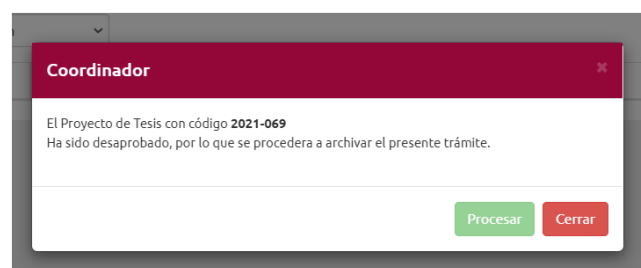 Coordinador
El Proyecto de Tesis con código 2021-069
Ha sido desaprobado, por lo que se procedera a archivar el presente trámite.
Procesar Cerrar